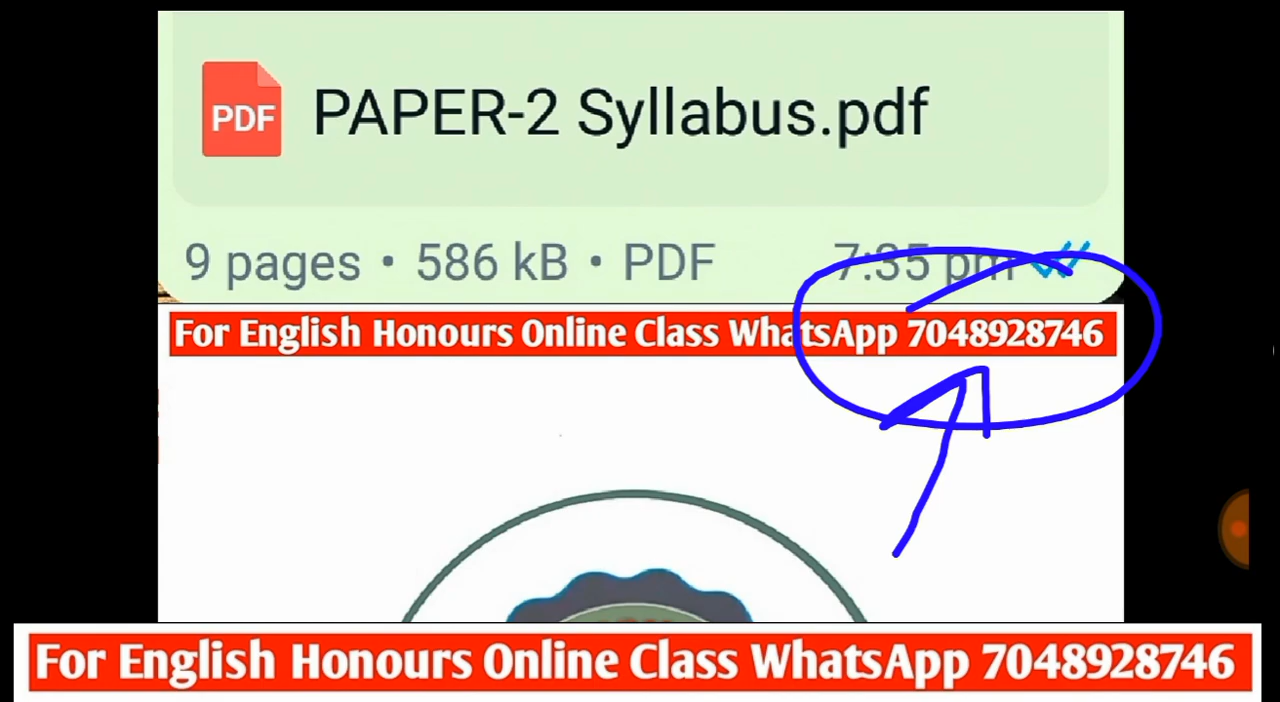 PDF PAPER-2 Syllabus.pdf
9 pages • 586 kB • PDF 7:35 pm
For English Honours Online Class WhatsApp 7048928746
For English Honours Online Class WhatsApp 7048928746